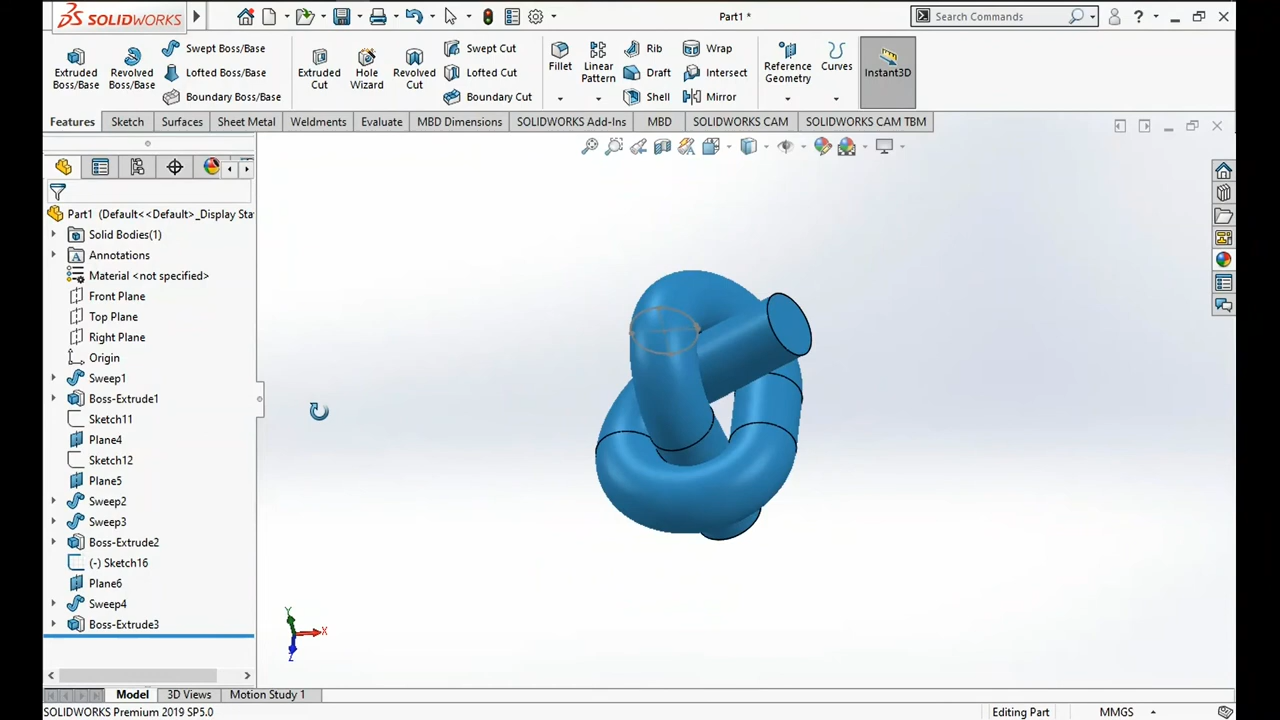 SOLIDWORKS
Part1 *
Search Commands
?
Extruded Boss/Base
Revolved Boss/Base
Swept Boss/Base
Lofted Boss/Base
Boundary Boss/Base
Extruded Cut
Hole Wizard
Revolved Cut
Swept Cut
Lofted Cut
Boundary Cut
Fillet
Linear Pattern
Rib
Draft
Shell
Wrap
Intersect
Mirror
Reference Geometry
Curves
Instant3D
Features
Sketch
Surfaces
Sheet Metal
Weldments
Evaluate
MBD Dimensions
SOLIDWORKS Add-Ins
MBD
SOLIDWORKS CAM
SOLIDWORKS CAM TBM
Part1 (Default<<Default>_Display Sta
Solid Bodies(1)
Annotations
Material <not specified>
Front Plane
Top Plane
Right Plane
Origin
Sweep1
Boss-Extrude1
Sketch11
Plane4
Sketch12
Plane5
Sweep2
Sweep3
Boss-Extrude2
(-) Sketch16
Plane6
Sweep4
Boss-Extrude3
Y
X
Z
Model
3D Views
Motion Study 1
SOLIDWORKS Premium 2019 SP5.0
Editing Part
MMGS